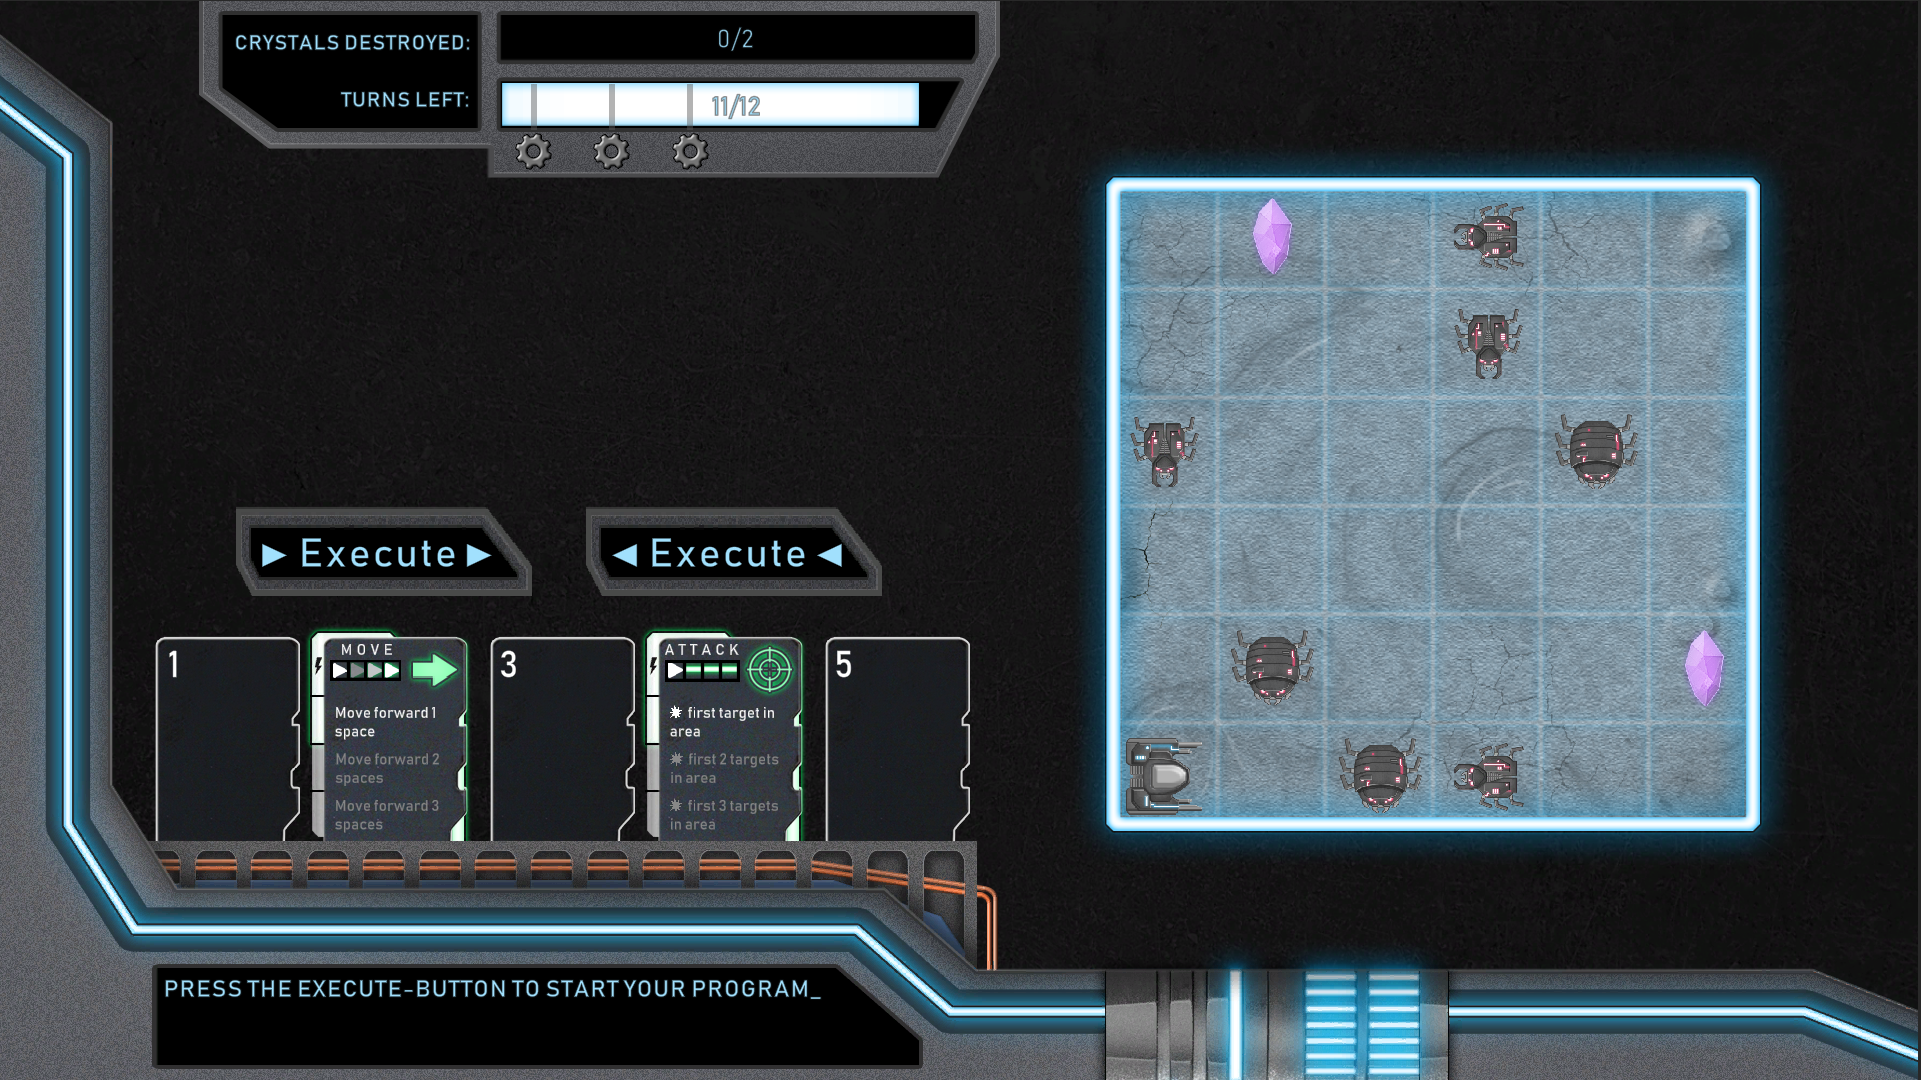 CRYSTALS DESTROYED:
0/2
TURNS LEFT:
11/12
Execute
Execute
1
MOVE
Move forward 1
space
Move forward 2
spaces
Move forward 3
spaces
3
ATTACK
first target in
area
first 2 targets
in area
first 3 targets
in area
5
PRESS THE EXECUTE-BUTTON TO START YOUR PROGRAM_